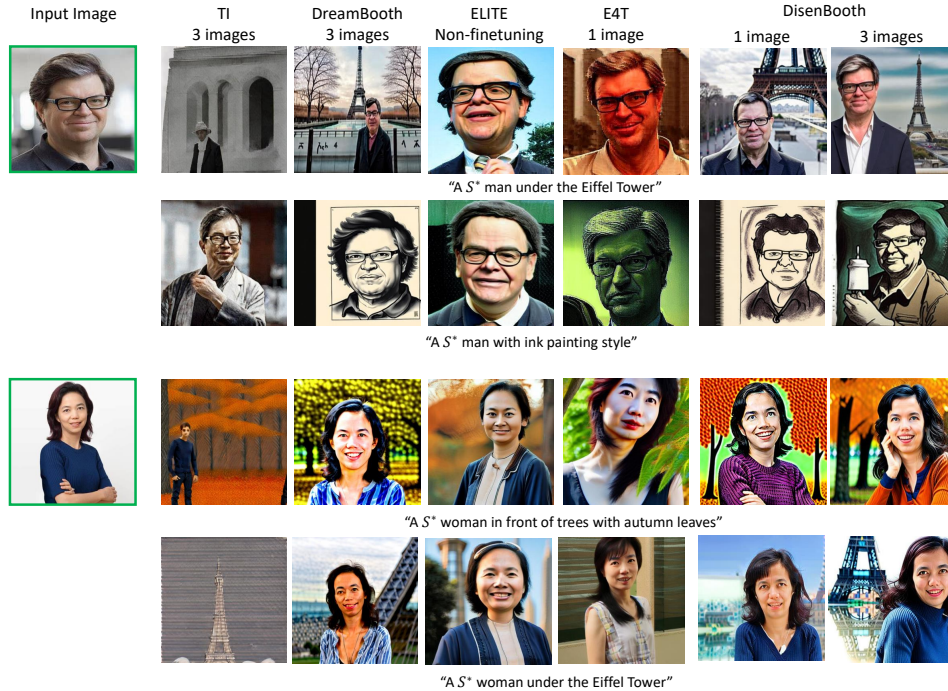 Input Image TI DreamBooth ELITE E4T DisenBooth
3 images 3 images Non-finetuning 1 image 1 image 3 images
“A S* man under the Eiffel Tower”
“A S* man with ink painting style”
“A S* woman in front of trees with autumn leaves”
“A S* woman under the Eiffel Tower”